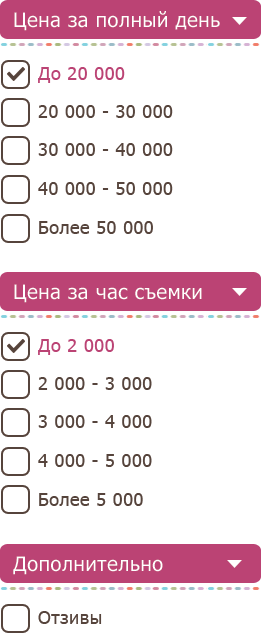 Цена за полный день
До 20 000
20 000 - 30 000
30 000 - 40 000
40 000 - 50 000
Более 50 000
Цена за час съемки
До 2 000
2 000 - 3 000
3 000 - 4 000
4 000 - 5 000
Более 5 000
Дополнительно
Отзивы